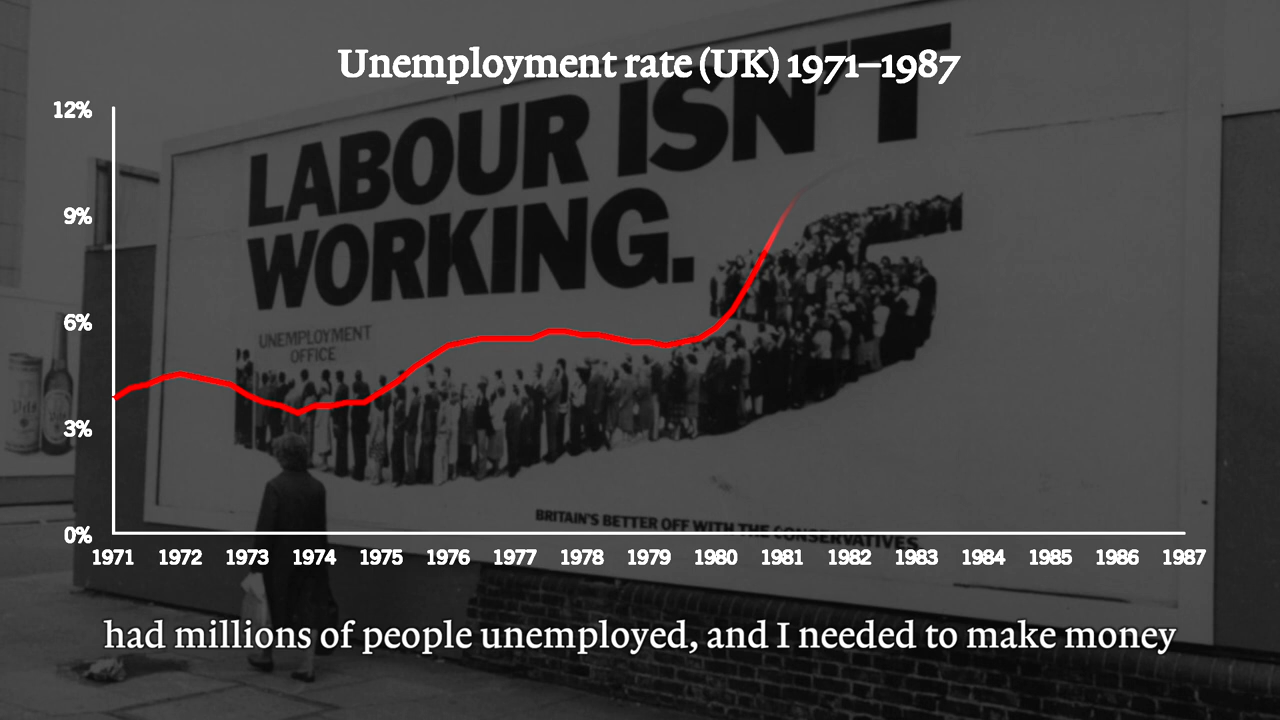 Unemployment rate (UK) 1971–1987
LABOUR ISN'T
WORKING.
UNEMPLOYMENT
OFFICE
BRITAIN'S BETTER OFF WITH THE CONSERVATIVES
12%
9%
6%
3%
0%
1971 1972 1973 1974 1975 1976 1977 1978 1979 1980 1981 1982 1983 1984 1985 1986 1987
had millions of people unemployed, and I needed to make money